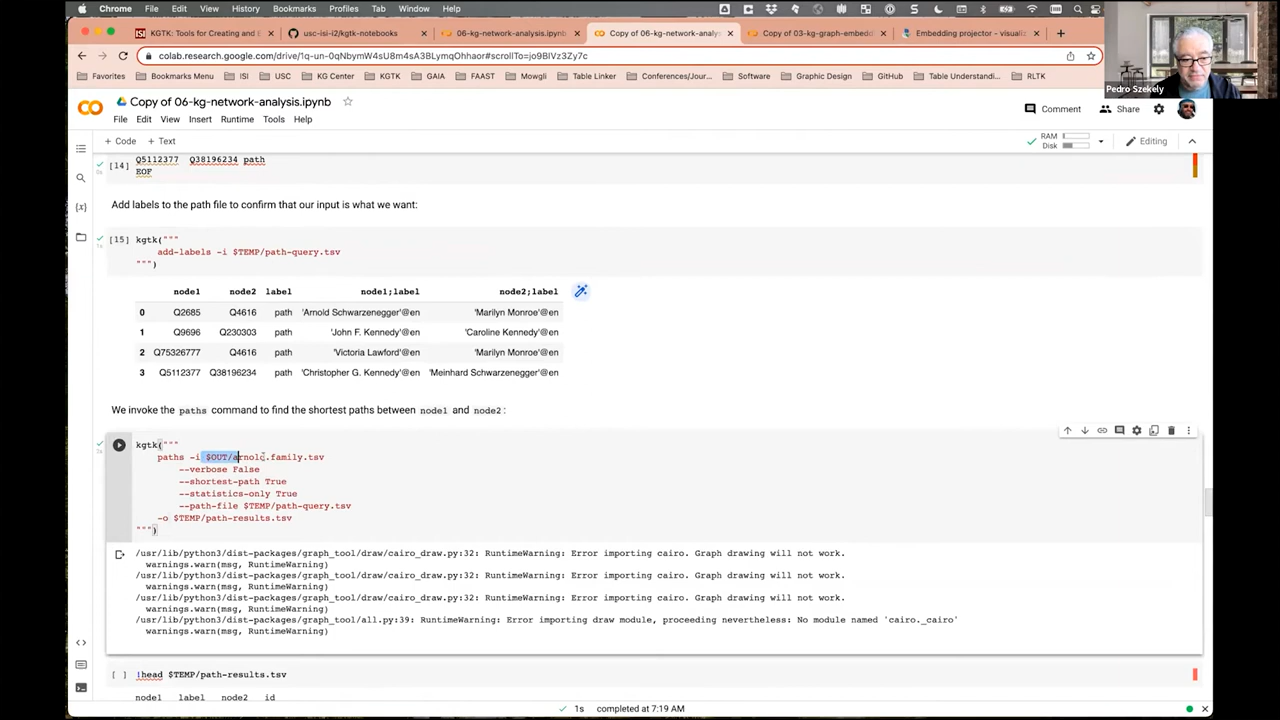 Chrome File Edit View History Bookmarks Profiles Tab Window Help
KGTK: Tools for Creating and E
usc-isi-i2/kgtk-notebooks
06-kg-network-analysis.ipynb
Copy of 06-kg-network-analysis
Copy of 03-kg-graph-embedd
Embedding projector - visualiz
colab.research.google.com/drive/1q-un-0qNbymW4sU8m4A3BLymqOhhaor#scrollTo=jo9BIVz3Zy7c
Favorites Bookmarks Menu ISI USC KG Center KGTK GAIA FAAST Mowgli Table Linker Conferences/Jour... Software Graphic Design GitHub Table Understandi... RLTK
Pedro Szekely
Copy of 06-kg-network-analysis.ipynb
File Edit View Insert Runtime Tools Help
Comment Share
+ Code + Text
RAM
Disk
Editing
[14] Q5112377 Q38196234 path
EOF
Add labels to the path file to confirm that our input is what we want:
[15] kgtk("""
add-labels -i $TEMP/path-query.tsv
""")
node1 node2 label node1;label node2;label
0 Q2685 Q4616 path 'Arnold Schwarzenegger'@en 'Marilyn Monroe'@en
1 Q9696 Q230303 path 'John F. Kennedy'@en 'Caroline Kennedy'@en
2 Q75326777 Q4616 path 'Victoria Lawford'@en 'Marilyn Monroe'@en
3 Q5112377 Q38196234 path 'Christopher G. Kennedy'@en 'Meinhard Schwarzenegger'@en
We invoke the paths command to find the shortest paths between node1 and node2:
kgtk("""
paths -i $OUT/arnold.family.tsv
--verbose False
--shortest-path True
--statistics-only True
--path-file $TEMP/path-query.tsv
-o $TEMP/path-results.tsv
""")
/usr/lib/python3/dist-packages/graph_tool/draw/cairo_draw.py:32: RuntimeWarning: Error importing cairo. Graph drawing will not work.
warnings.warn(msg, RuntimeWarning)
/usr/lib/python3/dist-packages/graph_tool/draw/cairo_draw.py:32: RuntimeWarning: Error importing cairo. Graph drawing will not work.
warnings.warn(msg, RuntimeWarning)
/usr/lib/python3/dist-packages/graph_tool/draw/cairo_draw.py:32: RuntimeWarning: Error importing cairo. Graph drawing will not work.
warnings.warn(msg, RuntimeWarning)
/usr/lib/python3/dist-packages/graph_tool/all.py:39: RuntimeWarning: Error importing draw module, proceeding nevertheless: No module named 'cairo._cairo'
warnings.warn(msg, RuntimeWarning)
[ ] !head $TEMP/path-results.tsv
node1 label node2 id
1s completed at 7:19 AM